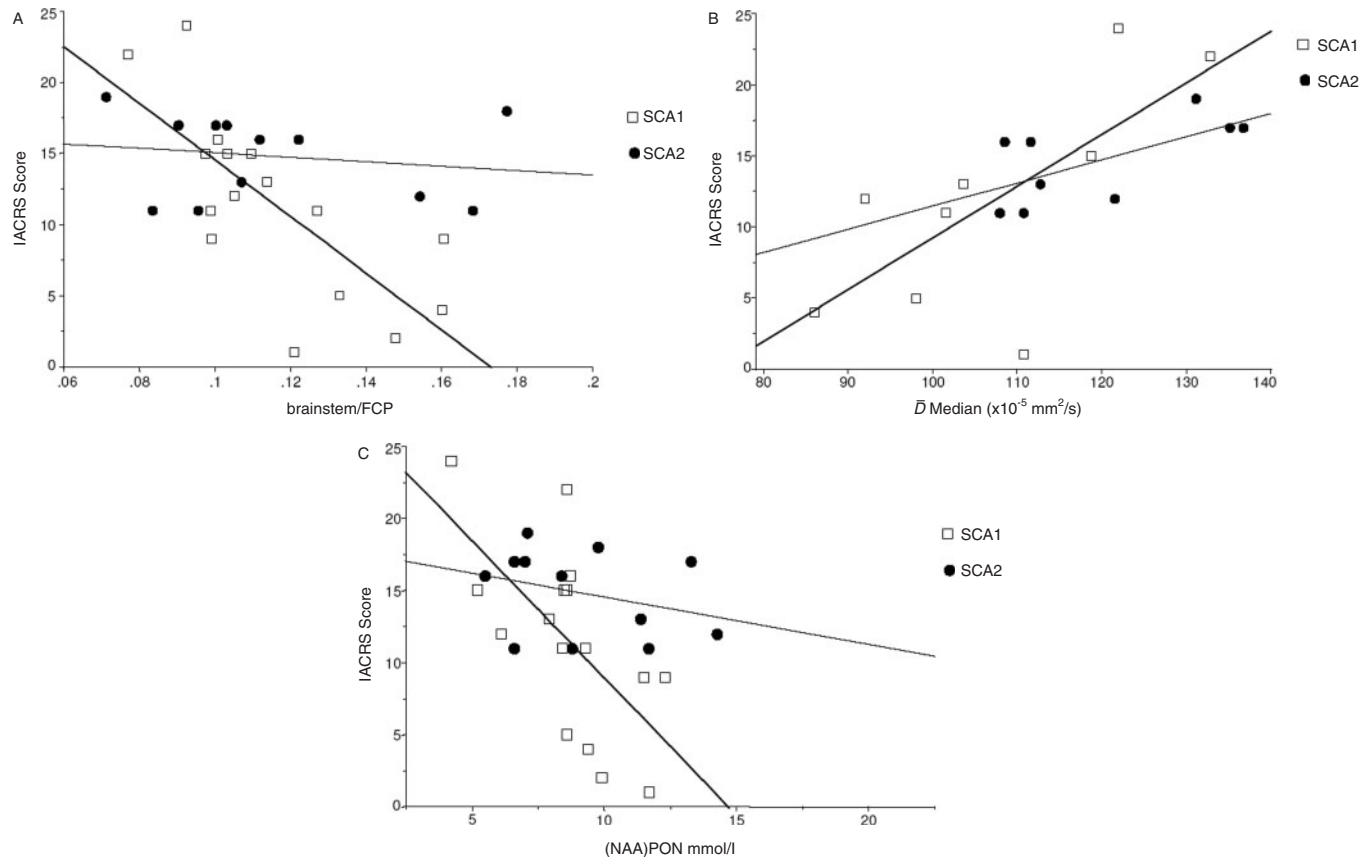 A
25
20
15
10
5
0
IACRS Score
.06 .08 .1 .12 .14 .16 .18 .2
brainstem/FCP
SCA1
SCA2
B
25
20
15
10
5
0
IACRS Score
80 90 100 110 120 130 140
D̄ Median (x10⁻⁵ mm²/s)
SCA1
SCA2
C
25
20
15
10
5
0
IACRS Score
5 10 15 20
(NAA)PON mmol/l
SCA1
SCA2